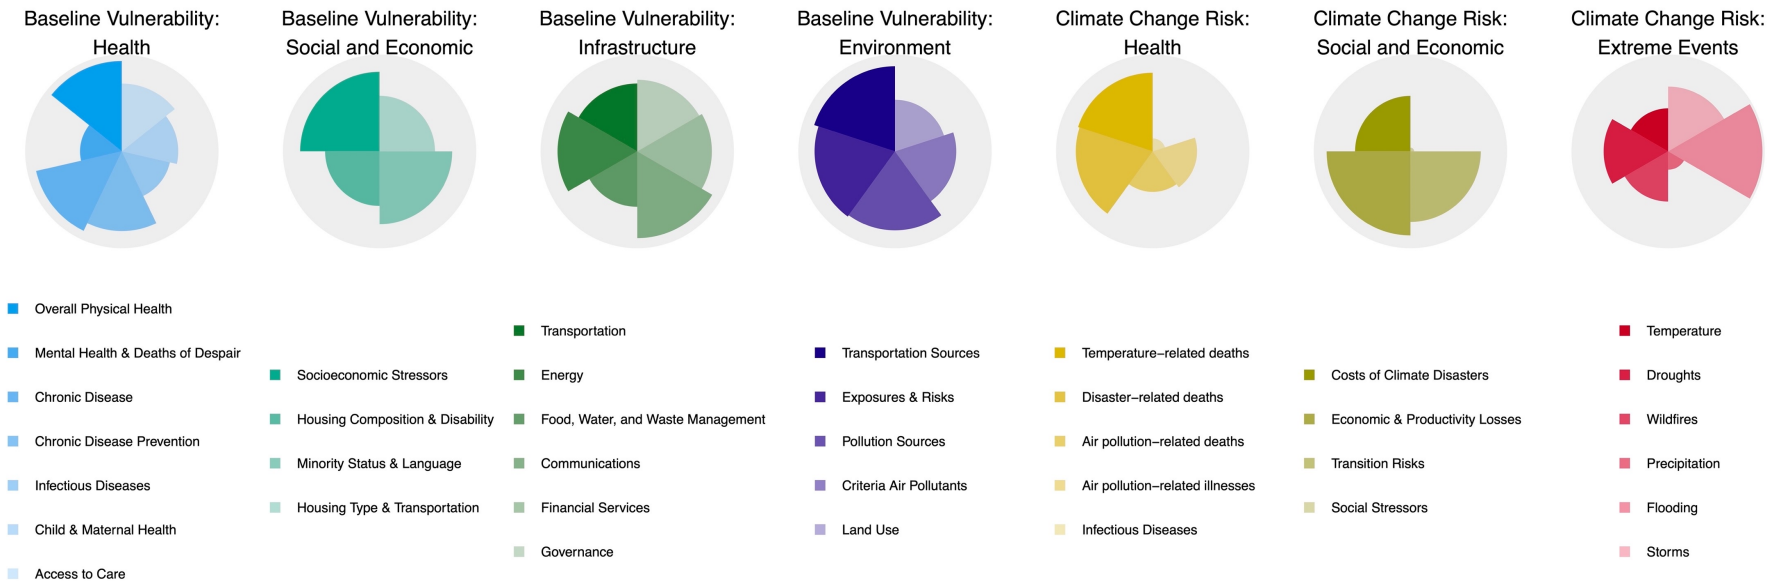 Baseline Vulnerability:
Health
Baseline Vulnerability:
Social and Economic
Baseline Vulnerability:
Infrastructure
Baseline Vulnerability:
Environment
Climate Change Risk:
Health
Climate Change Risk:
Social and Economic
Climate Change Risk:
Extreme Events
Overall Physical Health
Mental Health & Deaths of Despair
Chronic Disease
Chronic Disease Prevention
Infectious Diseases
Child & Maternal Health
Access to Care
Socioeconomic Stressors
Housing Composition & Disability
Minority Status & Language
Housing Type & Transportation
Transportation
Energy
Food, Water, and Waste Management
Communications
Financial Services
Governance
Transportation Sources
Exposures & Risks
Pollution Sources
Criteria Air Pollutants
Land Use
Temperature−related deaths
Disaster−related deaths
Air pollution−related deaths
Air pollution−related illnesses
Infectious Diseases
Costs of Climate Disasters
Economic & Productivity Losses
Transition Risks
Social Stressors
Temperature
Droughts
Wildfires
Precipitation
Flooding
Storms